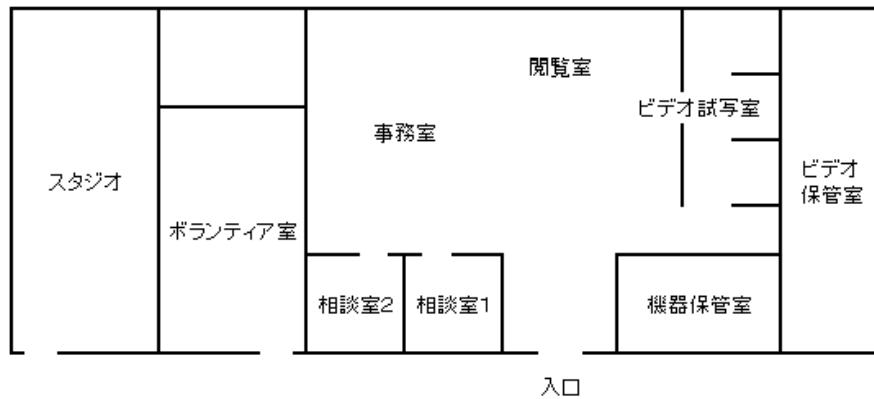 閲覧室
ビデオ試写室
事務室
スタジオ
ビデオ
保管室
ボランティア室
相談室2
相談室1
機器保管室
入口